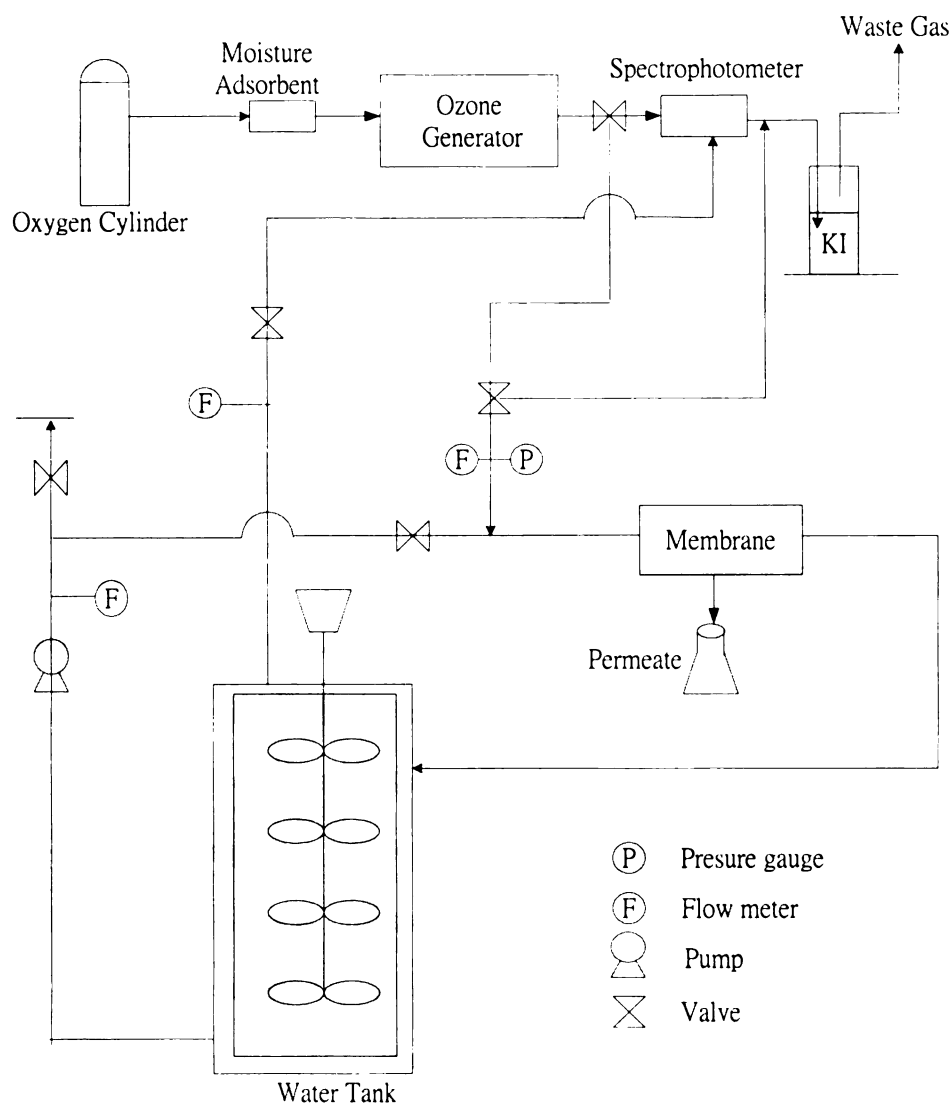 Waste Gas
Moisture
Adsorbent
Spectrophotometer
Ozone
Generator
Oxygen Cylinder
KI
F
F
P
Membrane
F
Permeate
P
Presure gauge
F
Flow meter
Pump
Valve
Water Tank